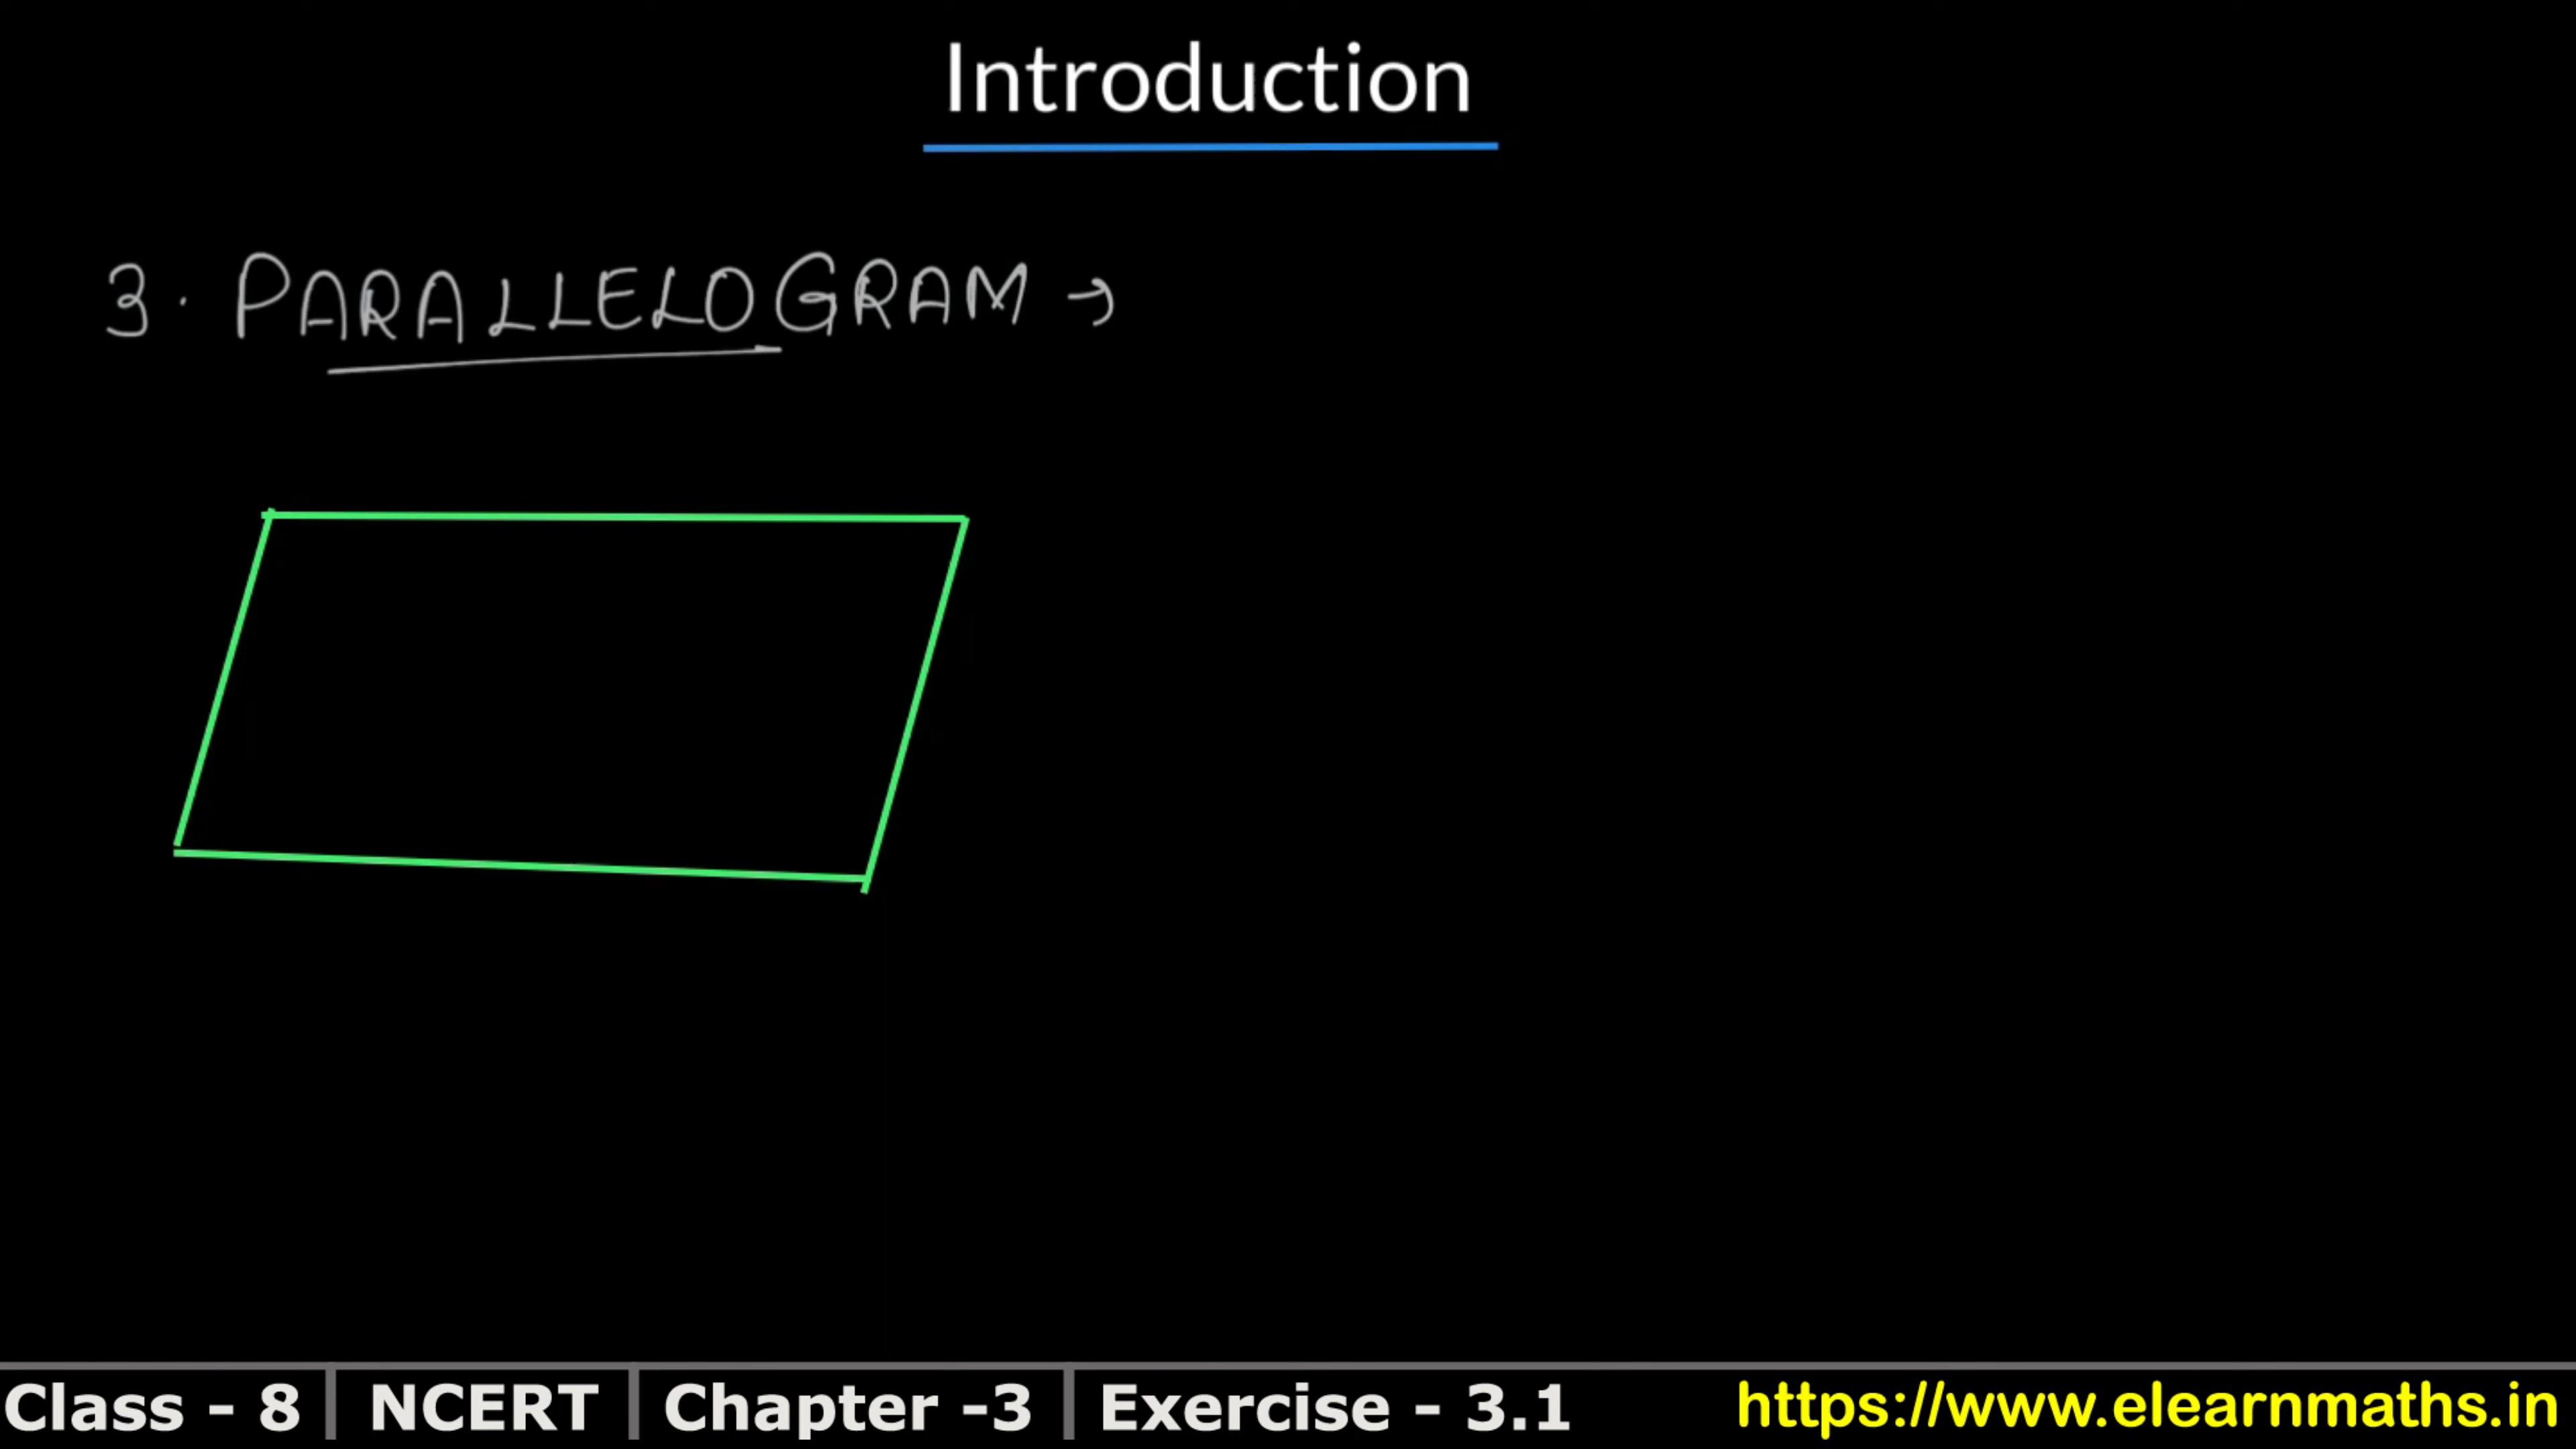 Introduction
3. PARALLELOGRAM →
Class - 8 | NCERT | Chapter -3 | Exercise - 3.1 https://www.elearnmaths.in